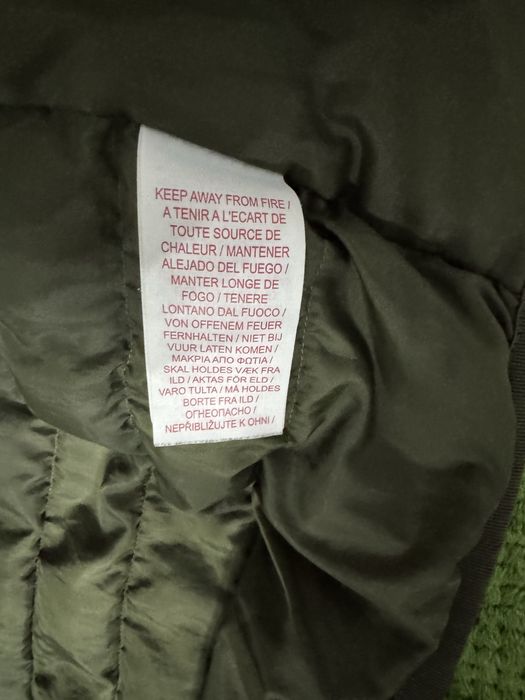 KEEP AWAY FROM FIRE /
A TENIR A L'ECART DE
TOUTE SOURCE DE
CHALEUR / MANTENER
ALEJADO DEL FUEGO /
MANTER LONGE DE
FOGO / TENERE
LONTANO DAL FUOCO /
VON OFFENEM FEUER
FERNHALTEN / NIET BIJ
VUUR LATEN KOMEN /
ΜΑΚΡΙΑ ΑΠΟ ΦΩΤΙΑ /
SKAL HOLDES VÆK FRA
ILD / AKTAS FÖR ELD /
VARO TULTA / MÅ HOLDES
BORTE FRA ILD /
ОГНЕОПАСНО /
NEPŘIBLIŽUJTE K OHNI /